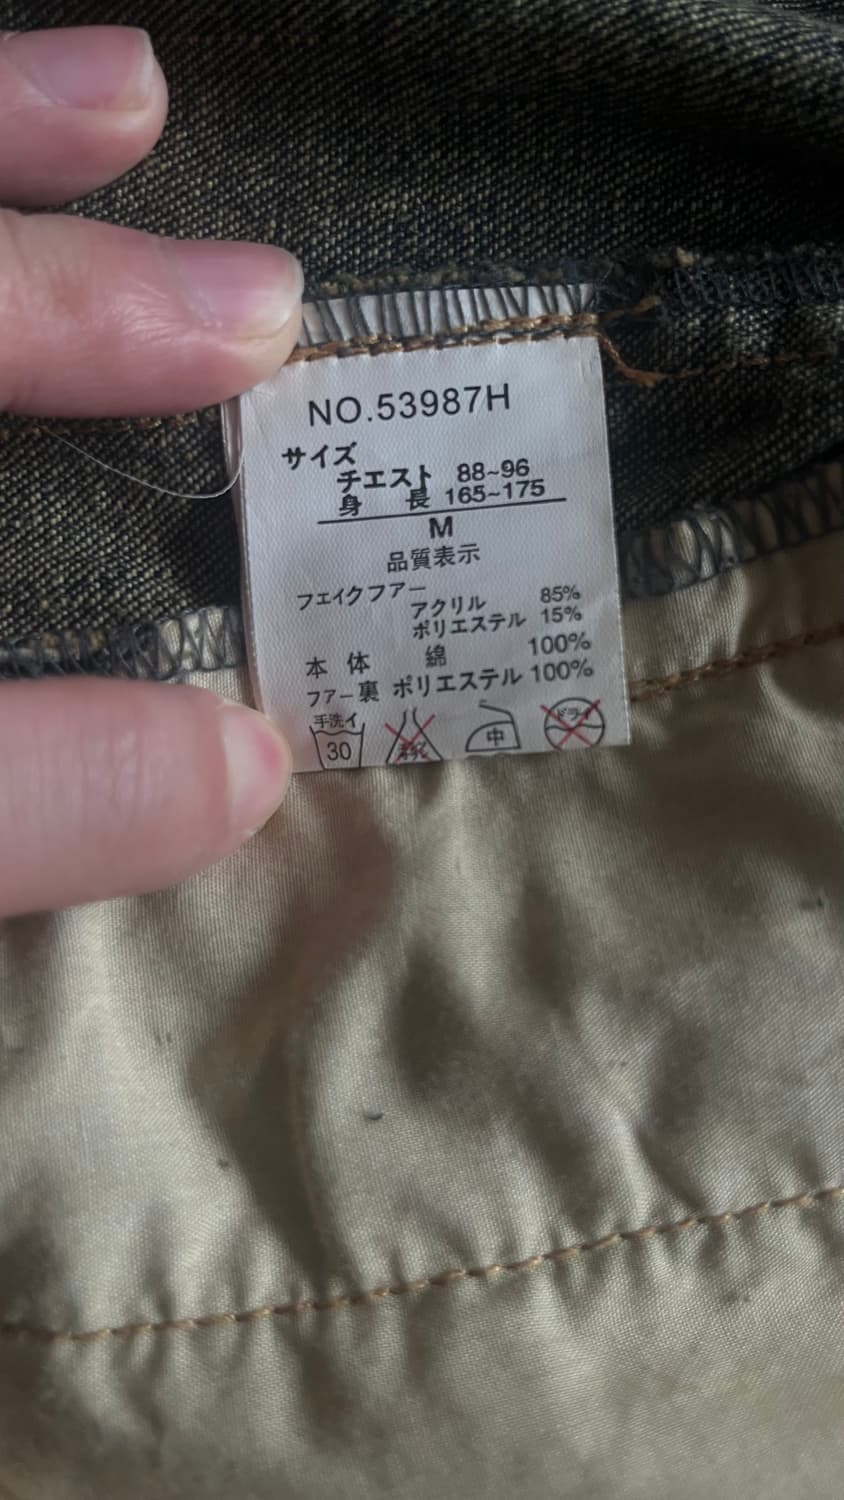 NO.53987H
サイズ
チエスト 88~96
身 長 165~175
M
品質表示
フェイクファー
アクリル 85%
ポリエステル 15%
本 体 綿 100%
ファー裏 ポリエステル 100%
手洗イ 30 中 ドライ